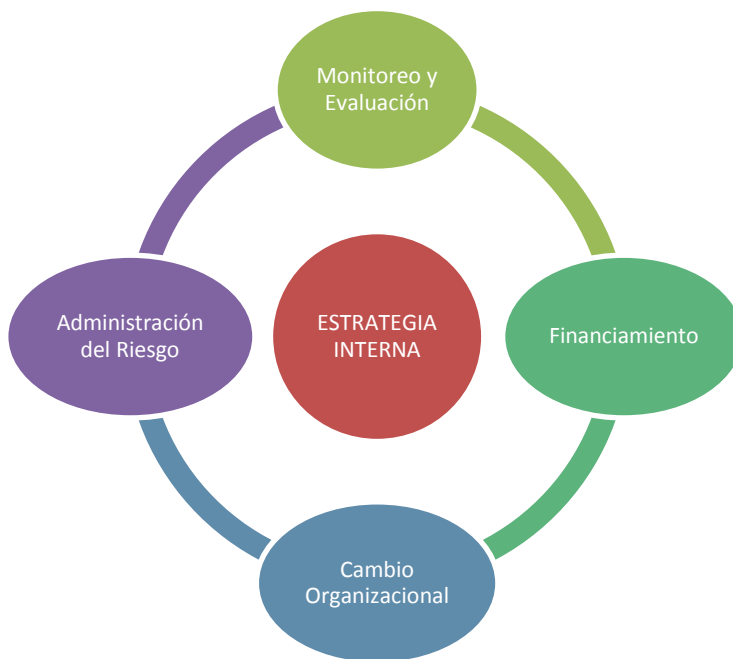 Monitoreo y
Evaluación
Administración
del Riesgo
ESTRATEGIA
INTERNA
Financiamiento
Cambio
Organizacional